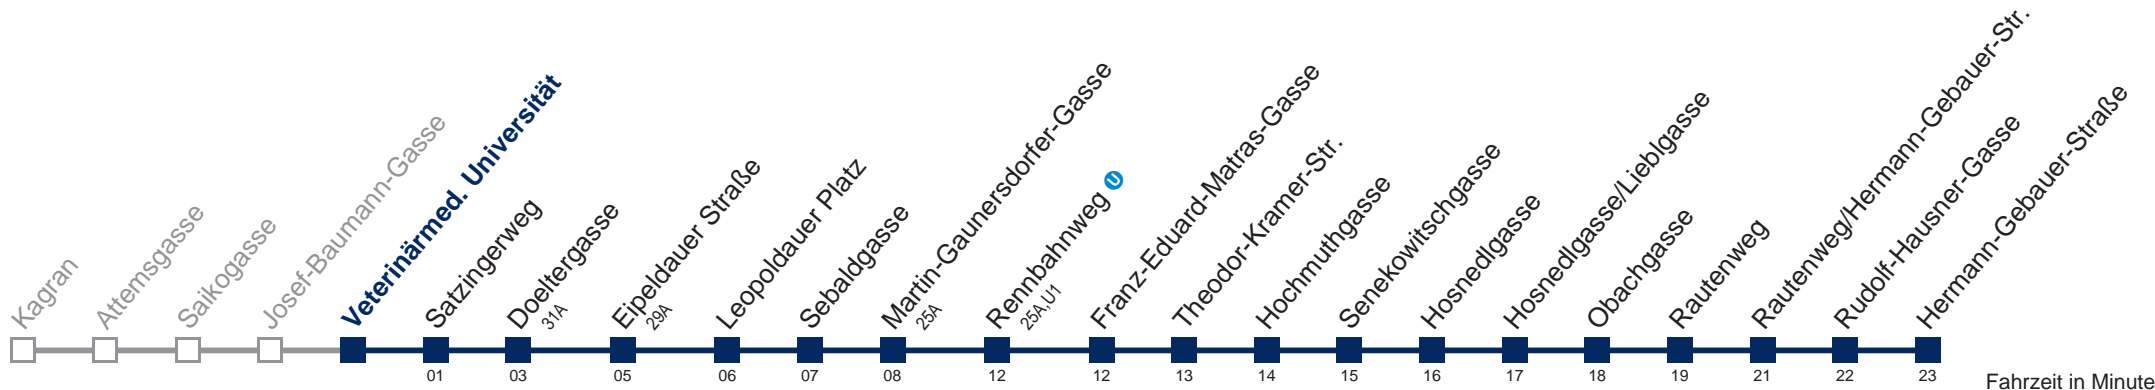 Kagran
Attemsgasse
Saikogasse
Josef-Baumann-Gasse
Veterinärmed. Universität
Satzingerweg
01
Doeltergasse
31A
03
Eipeldauer Straße
29A
05
Leopoldauer Platz
06
Sebaldgasse
07
Martin-Gaunersdorfer-Gasse
25A
08
Rennbahnweg U
25A,U1
12
Franz-Eduard-Matras-Gasse
12
Theodor-Kramer-Str.
13
Hochmuthgasse
14
Senekowitschgasse
15
Hosnedlgasse
16
Hosnedlgasse/Lieblgasse
17
Obachgasse
18
Rautenweg
19
Rautenweg/Hermann-Gebauer-Str.
21
Rudolf-Hausner-Gasse
22
Hermann-Gebauer-Straße
23
Fahrzeit in Minute